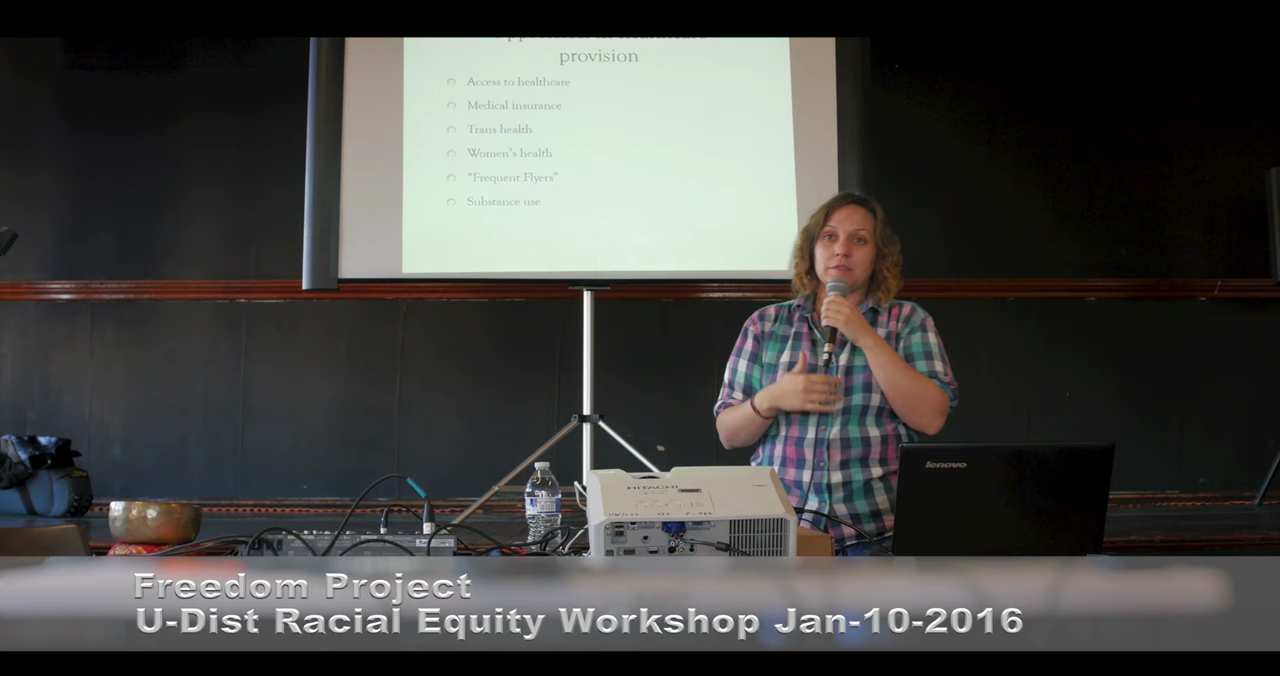 provision
Access to healthcare
Medical insurance
Trans health
Women's health
"Frequent Flyers"
Substance use
lenovo
HITACHI
Freedom Project
U-Dist Racial Equity Workshop Jan-10-2016